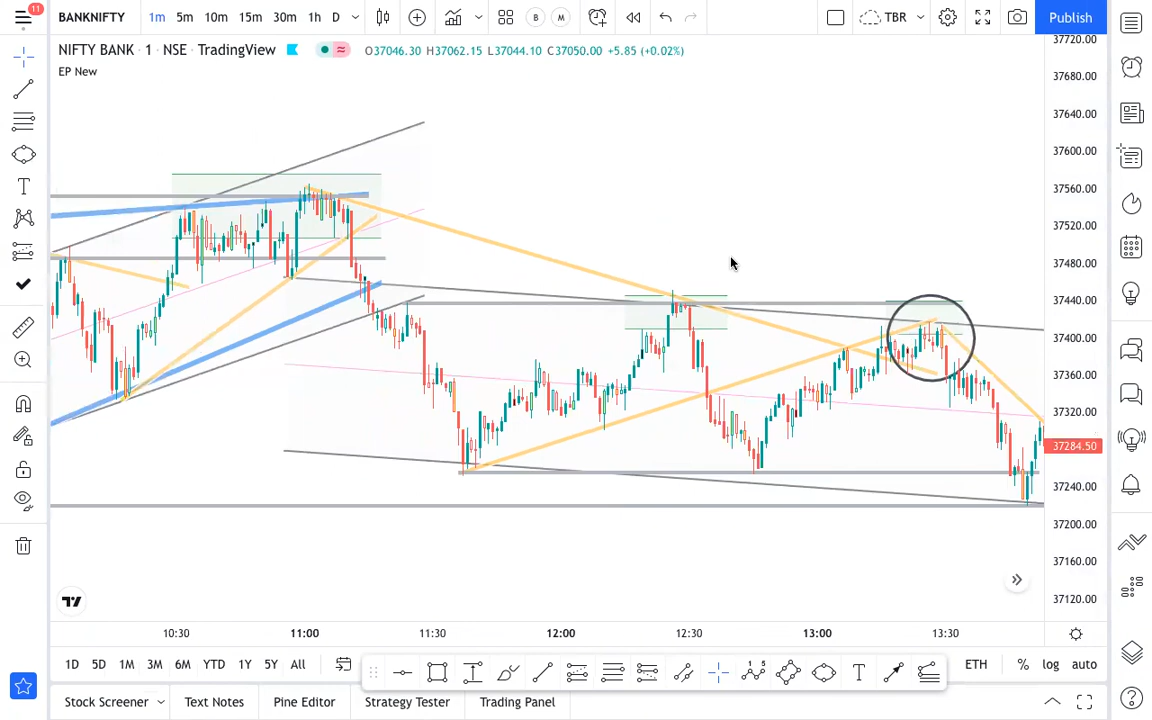 11
BANKNIFTY
1m 5m 10m 15m 30m 1h D
B M
TBR
Publish
NIFTY BANK · 1 · NSE · TradingView
O37046.30 H37062.15 L37044.10 C37050.00 +5.85 (+0.02%)
EP New
37720.00
37680.00
37640.00
37600.00
37560.00
37520.00
37480.00
37440.00
37400.00
37360.00
37320.00
37284.50
37240.00
37200.00
37160.00
37120.00
10:30 11:00 11:30 12:00 12:30 13:00 13:30
1D 5D 1M 3M 6M YTD 1Y 5Y All
ETH % log auto
Stock Screener Text Notes Pine Editor Strategy Tester Trading Panel